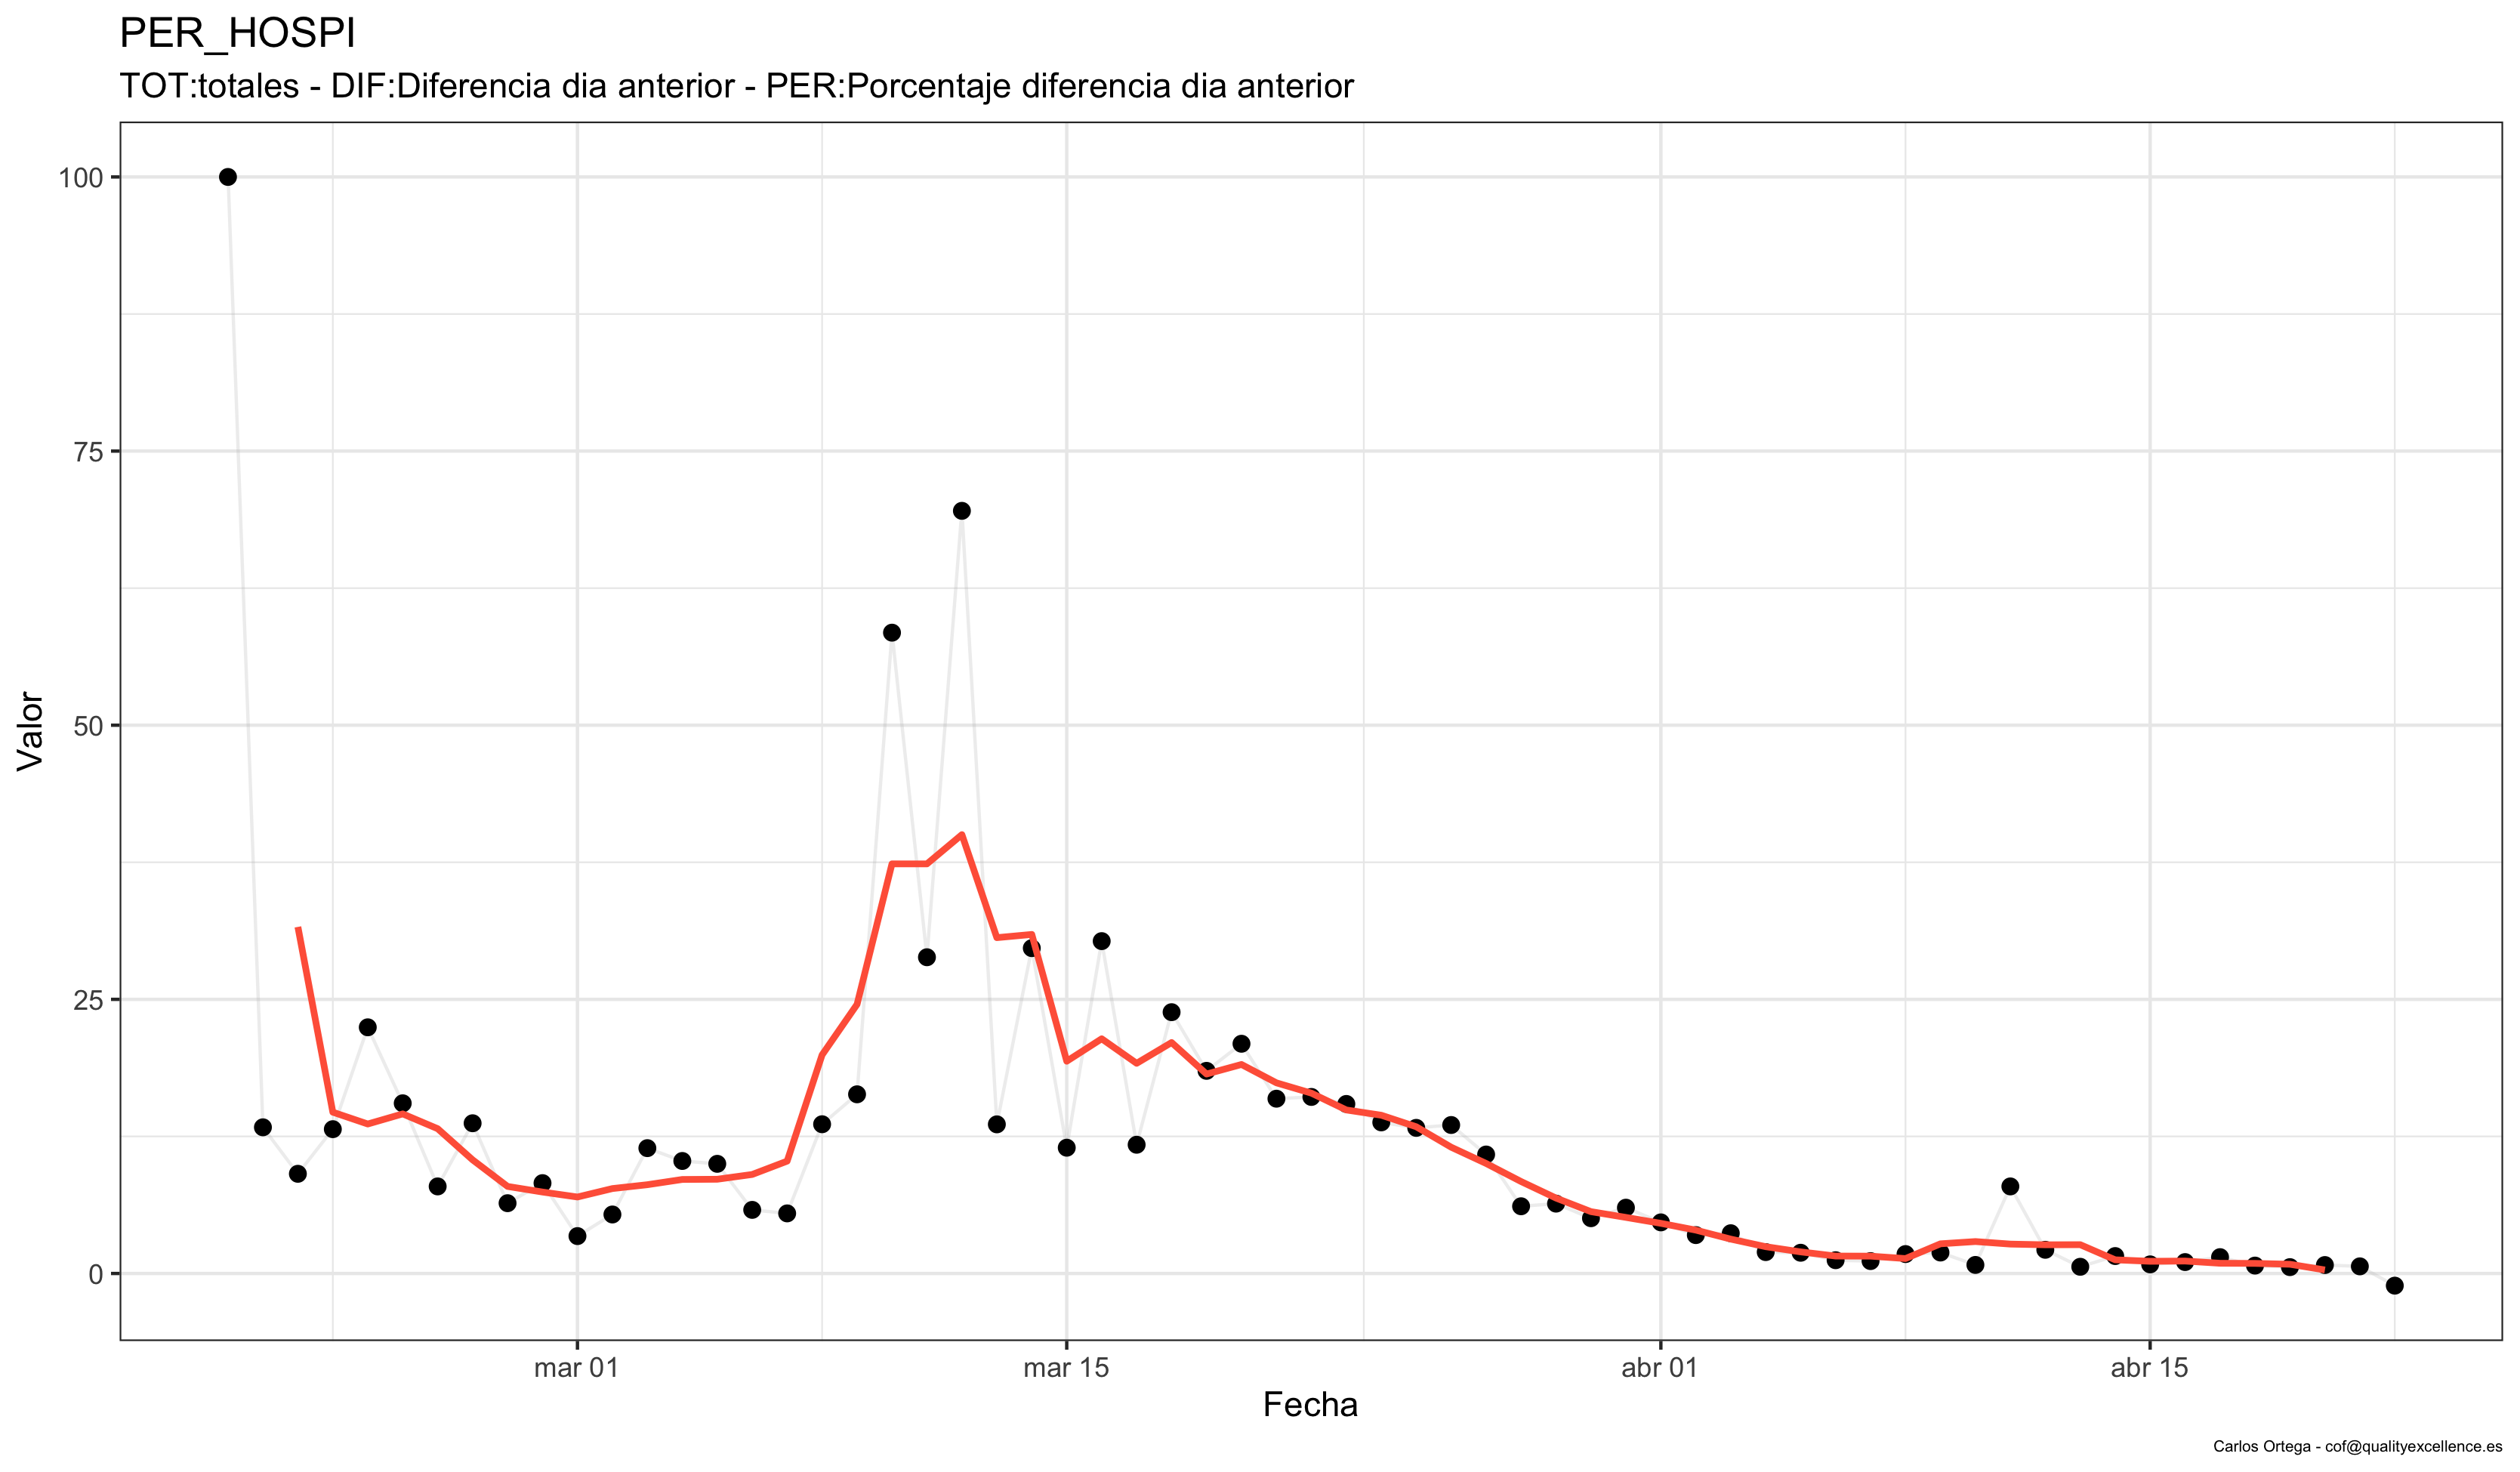 PER_HOSPI
TOT:totales - DIF:Diferencia dia anterior - PER:Porcentaje diferencia dia anterior
100
75
50
25
0
Valor
mar 01
mar 15
abr 01
abr 15
Fecha
Carlos Ortega - cof@qualityexcellence.es